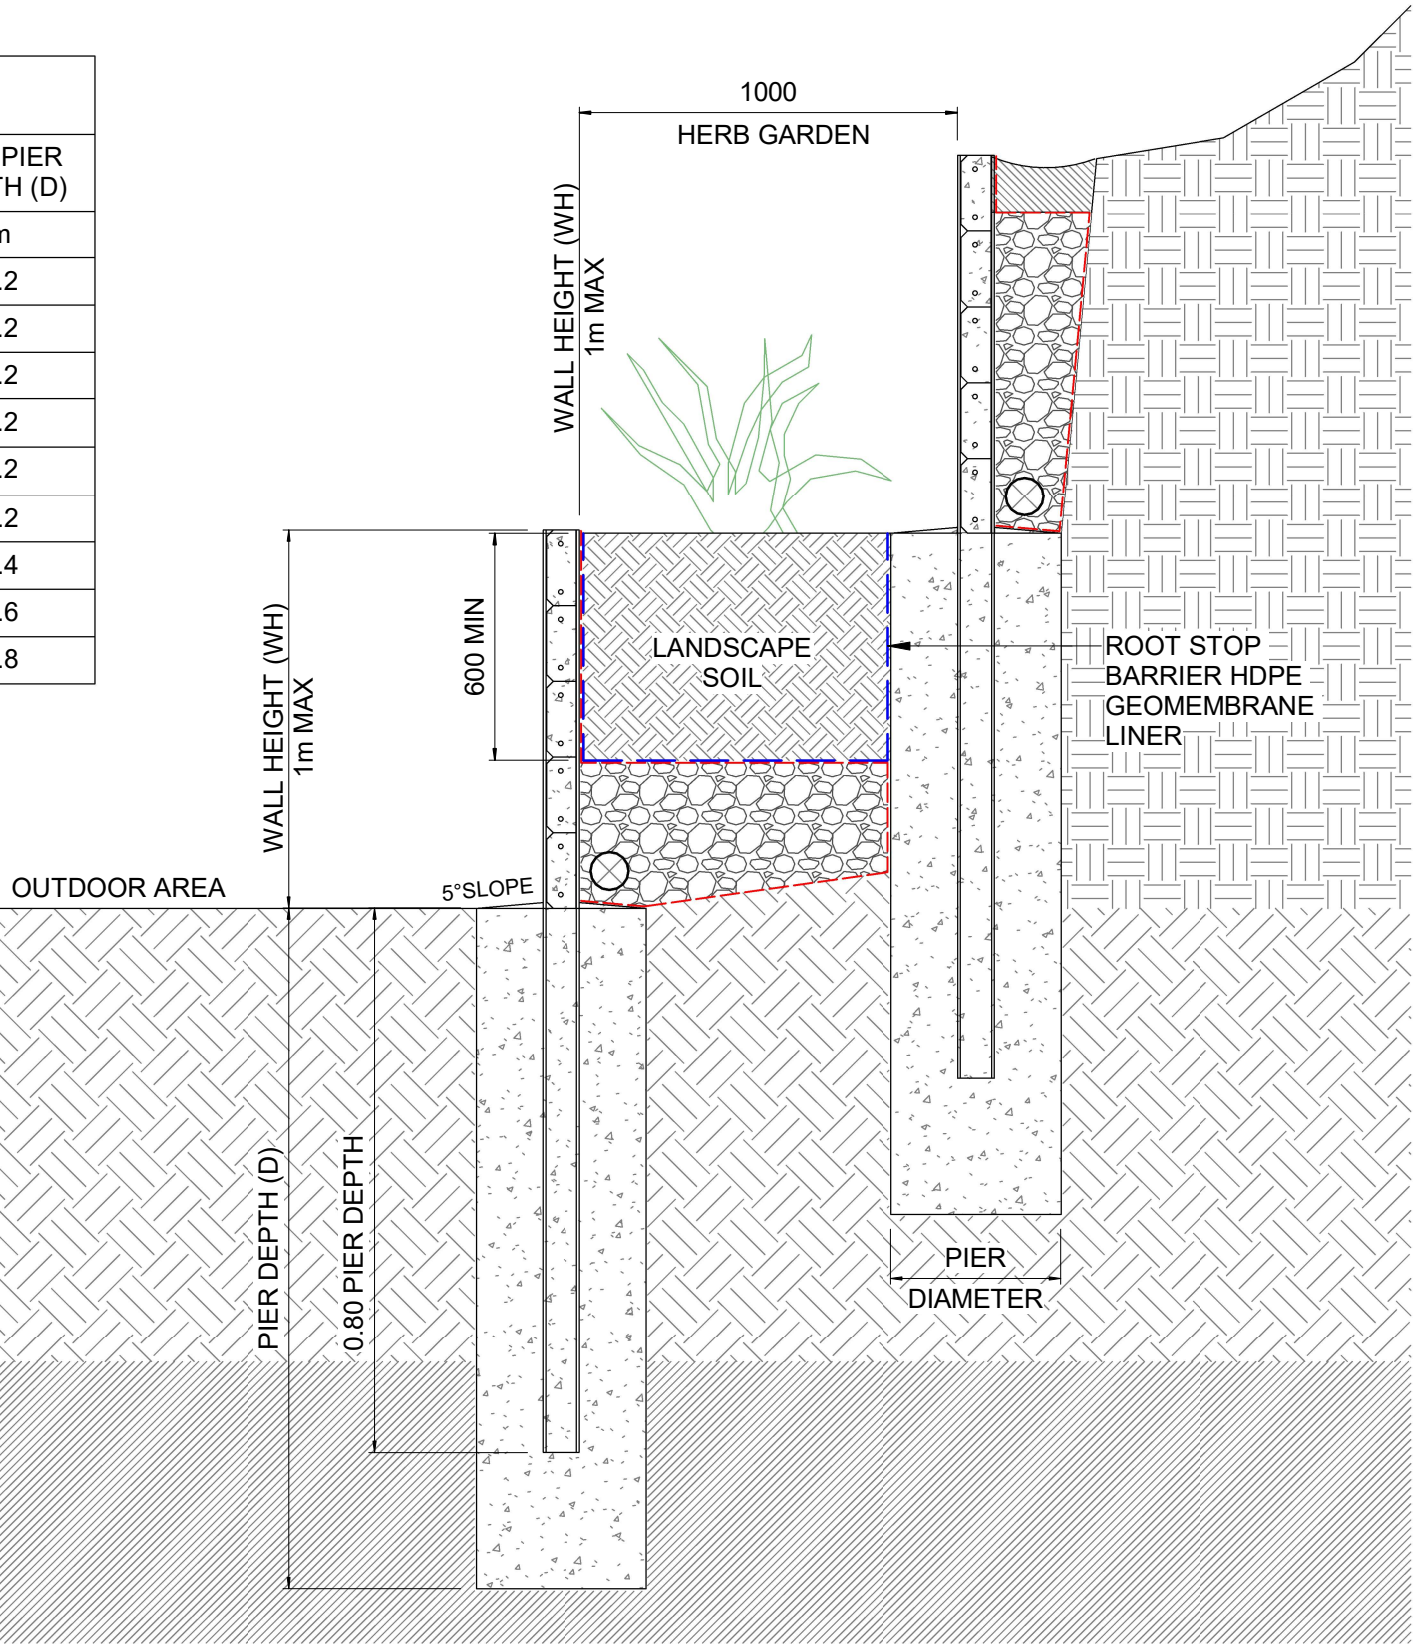 PIER
TH (D)
m
.2
.2
.2
.2
.2
.2
.4
.6
.8
1000
HERB GARDEN
WALL HEIGHT (WH)
1m MAX
WALL HEIGHT (WH)
1m MAX
600 MIN
LANDSCAPE
SOIL
ROOT STOP
BARRIER HDPE
GEOMEMBRANE
LINER
OUTDOOR AREA
5°SLOPE
PIER DEPTH (D)
0.80 PIER DEPTH
PIER
DIAMETER